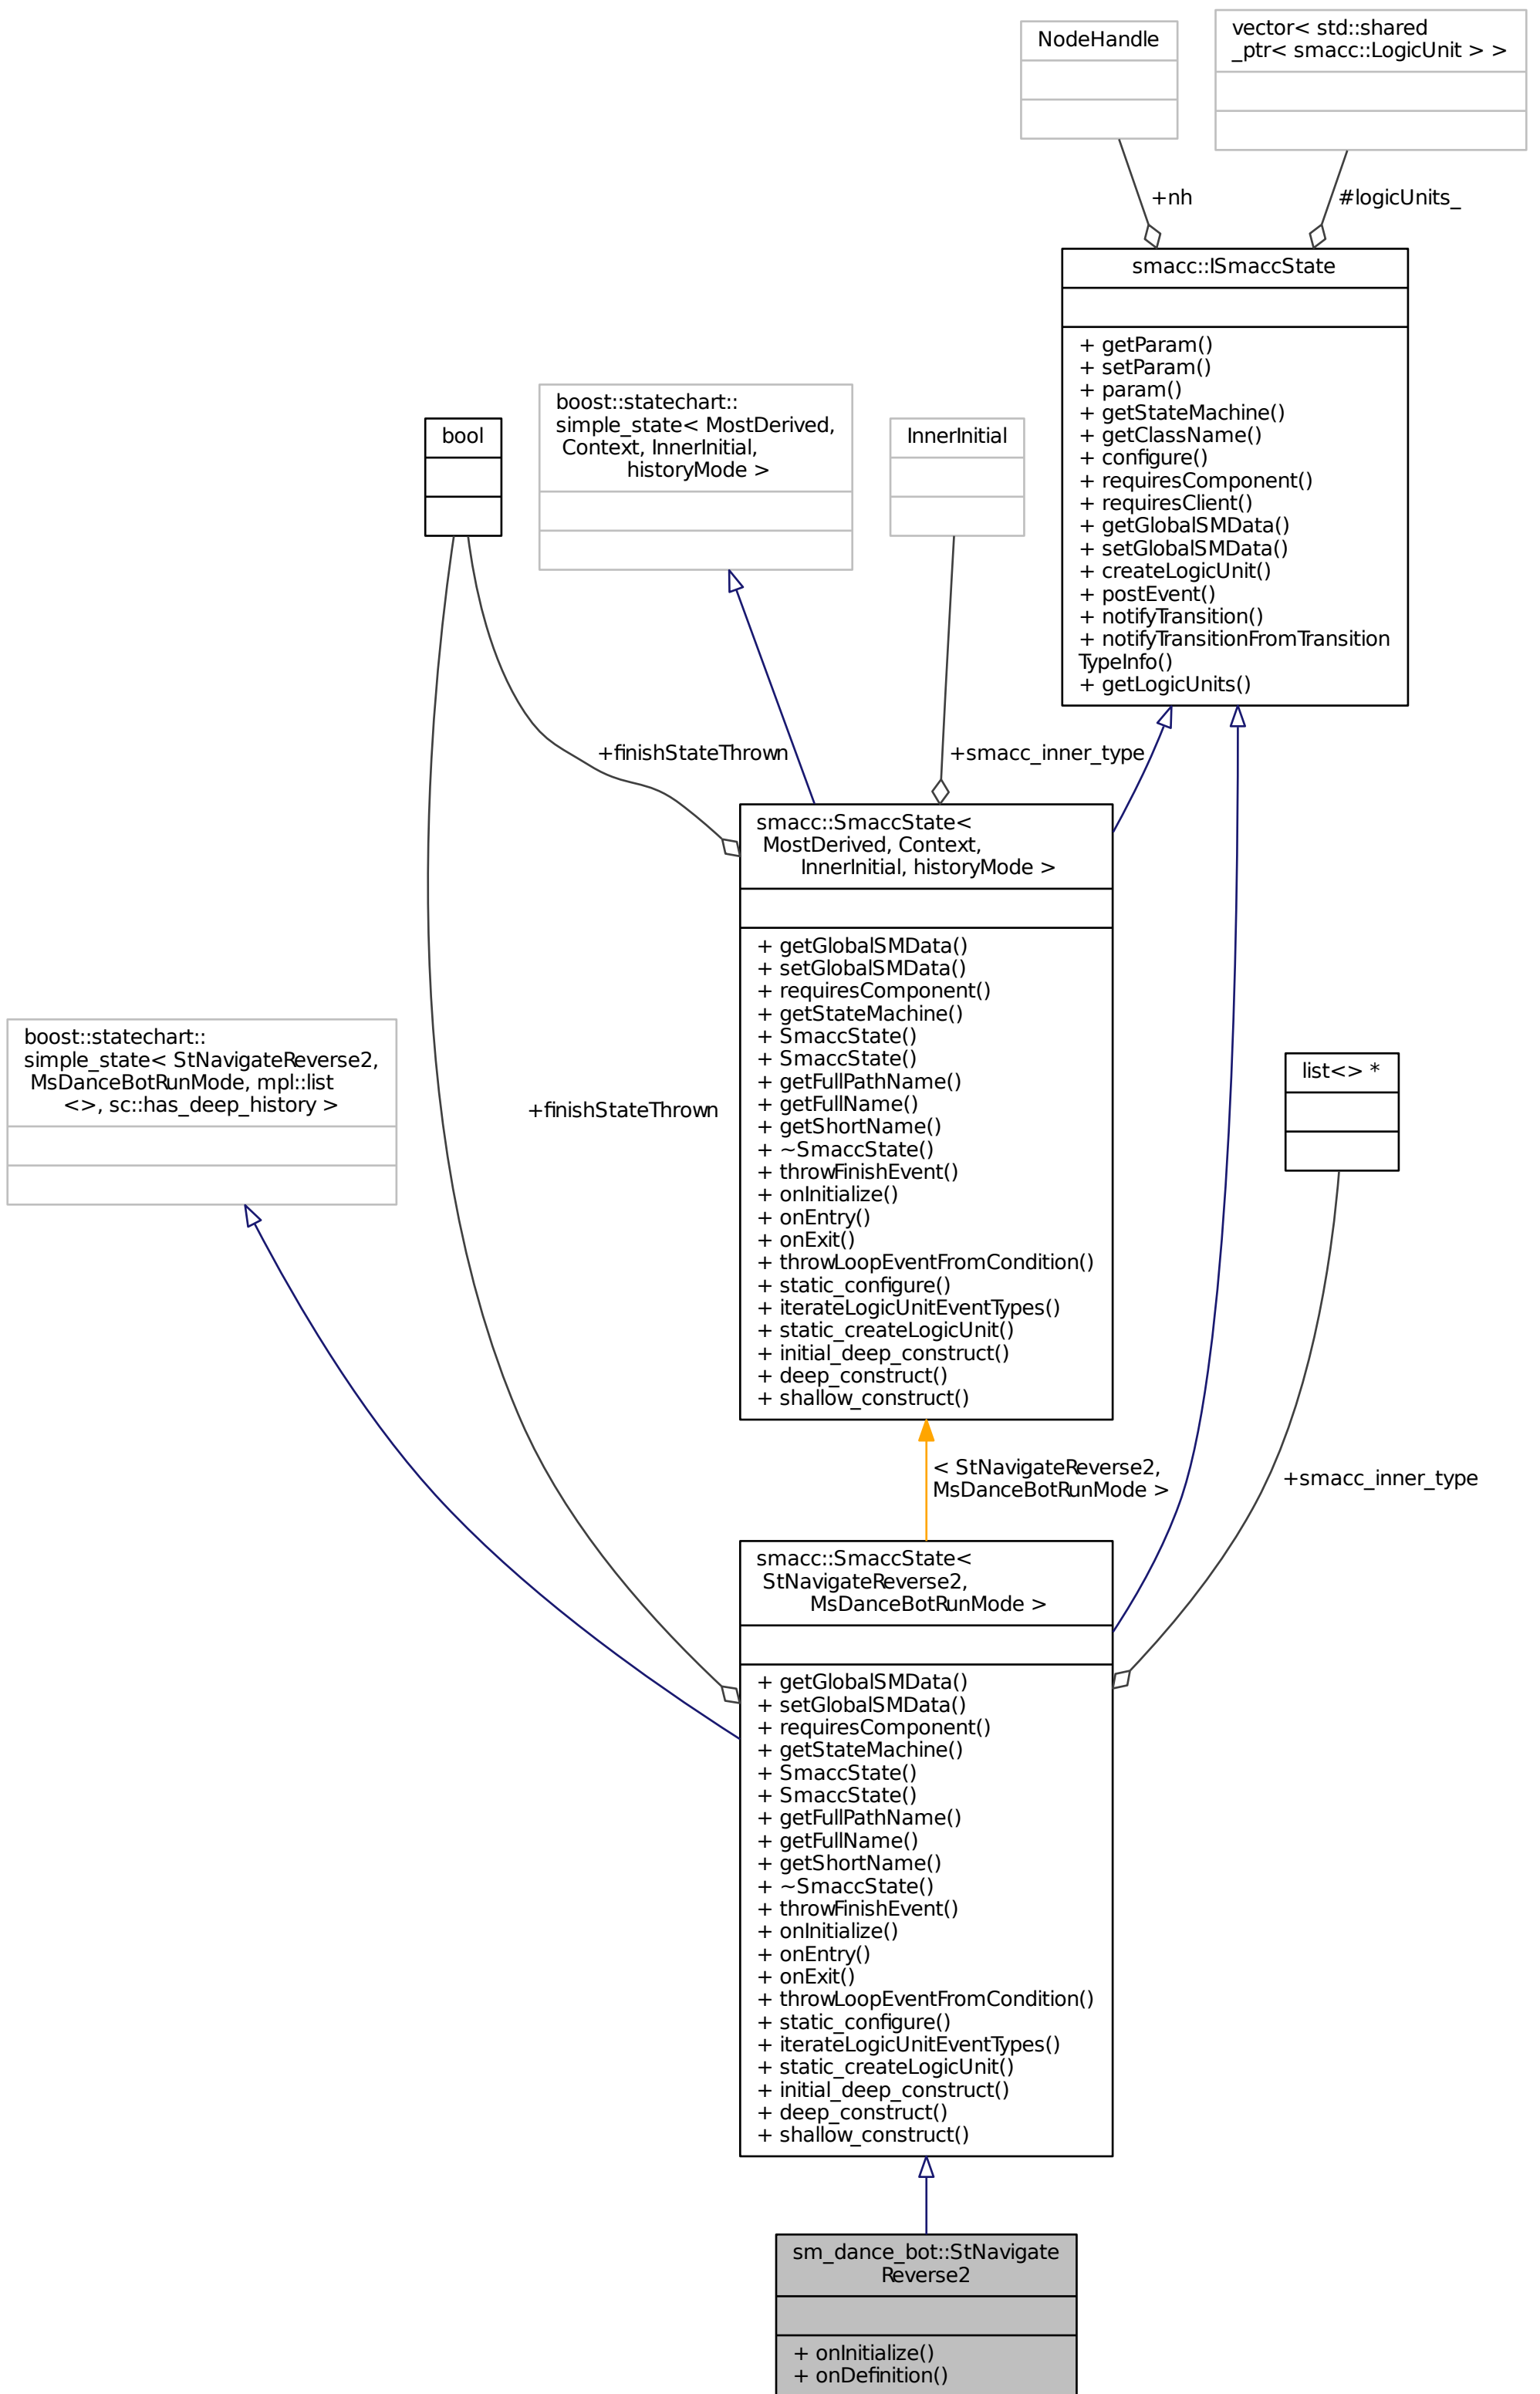 NodeHandle
vector< std::shared
_ptr< smacc::LogicUnit > >
+nh
#logicUnits_
smacc::ISmaccState
+ getParam()
+ setParam()
+ param()
+ getStateMachine()
+ getClassName()
+ configure()
+ requiresComponent()
+ requiresClient()
+ getGlobalSMData()
+ setGlobalSMData()
+ createLogicUnit()
+ postEvent()
+ notifyTransition()
+ notifyTransitionFromTransition
TypeInfo()
+ getLogicUnits()
bool
boost::statechart::
simple_state< MostDerived,
Context, InnerInitial,
historyMode >
InnerInitial
+finishStateThrown
+smacc_inner_type
smacc::SmaccState<
MostDerived, Context,
InnerInitial, historyMode >
+ getGlobalSMData()
+ setGlobalSMData()
+ requiresComponent()
+ getStateMachine()
+ SmaccState()
+ SmaccState()
+ getFullPathName()
+ getFullName()
+ getShortName()
+ ~SmaccState()
+ throwFinishEvent()
+ onInitialize()
+ onEntry()
+ onExit()
+ throwLoopEventFromCondition()
+ static_configure()
+ iterateLogicUnitEventTypes()
+ static_createLogicUnit()
+ initial_deep_construct()
+ deep_construct()
+ shallow_construct()
boost::statechart::
simple_state< StNavigateReverse2,
MsDanceBotRunMode, mpl::list
<>, sc::has_deep_history >
+finishStateThrown
list<> *
< StNavigateReverse2,
MsDanceBotRunMode >
+smacc_inner_type
smacc::SmaccState<
StNavigateReverse2,
MsDanceBotRunMode >
+ getGlobalSMData()
+ setGlobalSMData()
+ requiresComponent()
+ getStateMachine()
+ SmaccState()
+ SmaccState()
+ getFullPathName()
+ getFullName()
+ getShortName()
+ ~SmaccState()
+ throwFinishEvent()
+ onInitialize()
+ onEntry()
+ onExit()
+ throwLoopEventFromCondition()
+ static_configure()
+ iterateLogicUnitEventTypes()
+ static_createLogicUnit()
+ initial_deep_construct()
+ deep_construct()
+ shallow_construct()
sm_dance_bot::StNavigate
Reverse2
+ onInitialize()
+ onDefinition()